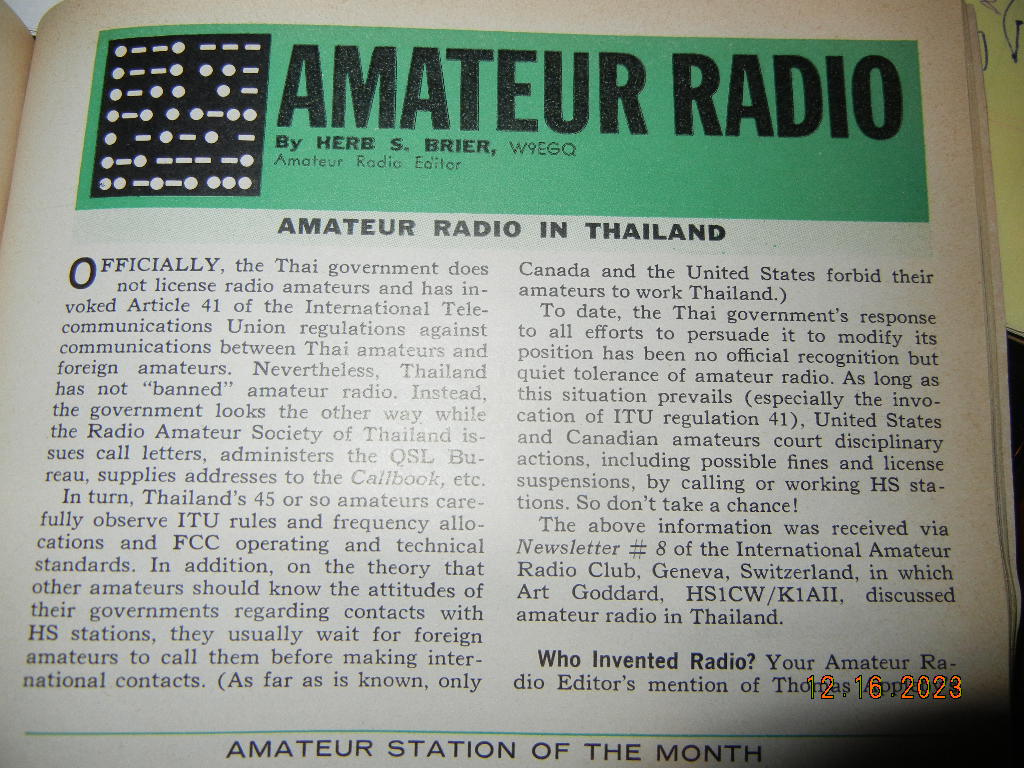 AMATEUR RADIO
By HERB S. BRIER, W9EGQ
Amateur Radio Editor
AMATEUR RADIO IN THAILAND
OFFICIALLY, the Thai government does
not license radio amateurs and has in-
voked Article 41 of the International Tele-
communications Union regulations against
communications between Thai amateurs and
foreign amateurs. Nevertheless, Thailand
has not “banned” amateur radio. Instead,
the government looks the other way while
the Radio Amateur Society of Thailand is-
sues call letters, administers the QSL Bu-
reau, supplies addresses to the Callbook, etc.
In turn, Thailand's 45 or so amateurs care-
fully observe ITU rules and frequency allo-
cations and FCC operating and technical
standards. In addition, on the theory that
other amateurs should know the attitudes of
their governments regarding contacts with
HS stations, they usually wait for foreign
amateurs to call them before making inter-
national contacts. (As far as is known, only
Canada and the United States forbid their
amateurs to work Thailand.)
To date, the Thai government's response
to all efforts to persuade it to modify its
position has been no official recognition but
quiet tolerance of amateur radio. As long as
this situation prevails (especially the invo-
cation of ITU regulation 41), United States
and Canadian amateurs court disciplinary
actions, including possible fines and license
suspensions, by calling or working HS sta-
tions. So don't take a chance!
The above information was received via
Newsletter # 8 of the International Amateur
Radio Club, Geneva, Switzerland, in which
Art Goddard, HS1CW/K1AII, discussed
amateur radio in Thailand.
Who Invented Radio? Your Amateur Ra-
dio Editor's mention of Thomas
12.16.2023
AMATEUR STATION OF THE MONTH